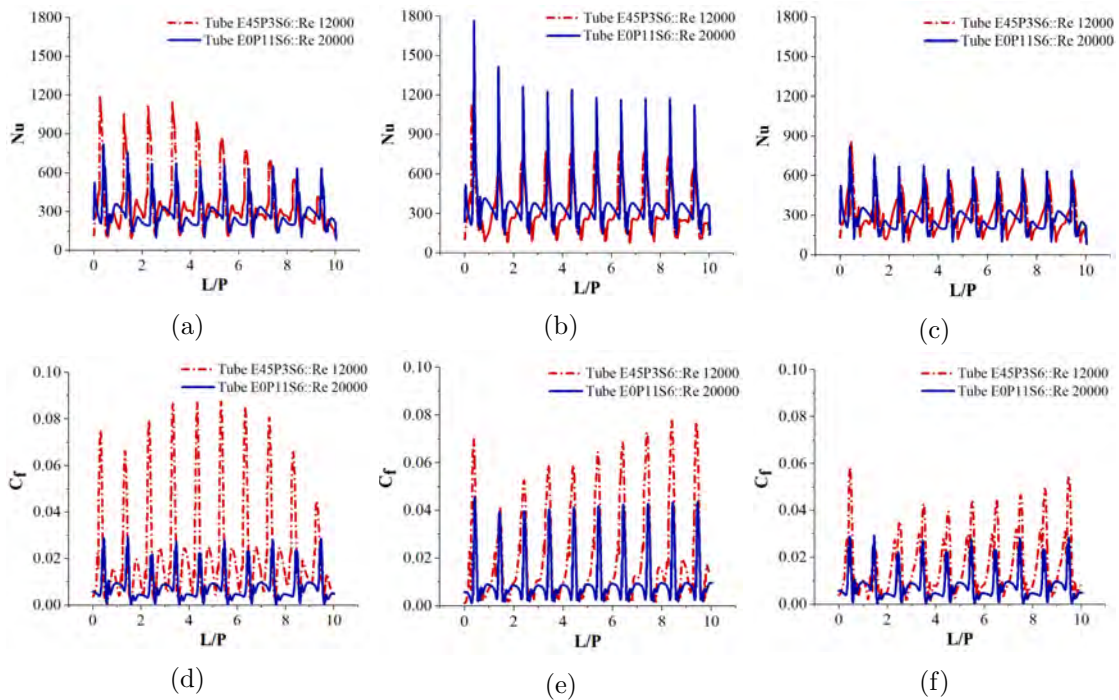 Tube E45P3S6::Re 12000
Tube E0P11S6::Re 20000
1800
1500
1200
900
600
300
0
Nu
0 2 4 6 8 10
L/P
(a)
Tube E45P3S6::Re 12000
Tube E0P11S6::Re 20000
1800
1500
1200
900
600
300
0
Nu
0 2 4 6 8 10
L/P
(b)
Tube E45P3S6::Re 12000
Tube E0P11S6::Re 20000
1800
1500
1200
900
600
300
0
Nu
0 2 4 6 8 10
L/P
(c)
Tube E45P3S6::Re 12000
Tube E0P11S6::Re 20000
0.10
0.08
0.06
0.04
0.02
0.00
Cf
0 2 4 6 8 10
L/P
(d)
Tube E45P3S6::Re 12000
Tube E0P11S6::Re 20000
0.10
0.08
0.06
0.04
0.02
0.00
Cf
0 2 4 6 8 10
L/P
(e)
Tube E45P3S6::Re 12000
Tube E0P11S6::Re 20000
0.10
0.08
0.06
0.04
0.02
0.00
Cf
0 2 4 6 8 10
L/P
(f)